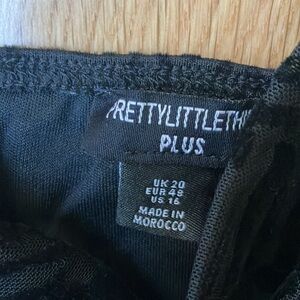 PRETTYLITTLETHI
PLUS
UK 20
EUR 48
US 16
MADE IN
MOROCCO